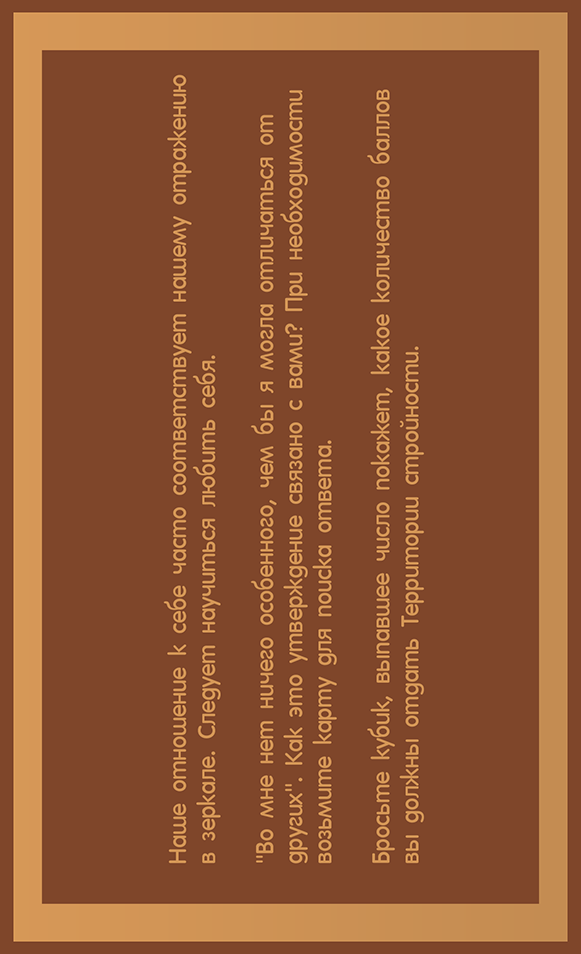 Наше отношение к себе часто соответствует нашему отражению
в зеркале. Следует научиться любить себя.
"Во мне нет ничего особенного, чем бы я могла отличаться от
других". Как это утверждение связано с вами? При необходимости
возьмите карту для поиска ответа.
Бросьте кубик, выпавшее число покажет, какое количество баллов
вы должны отдать Территории стройности.